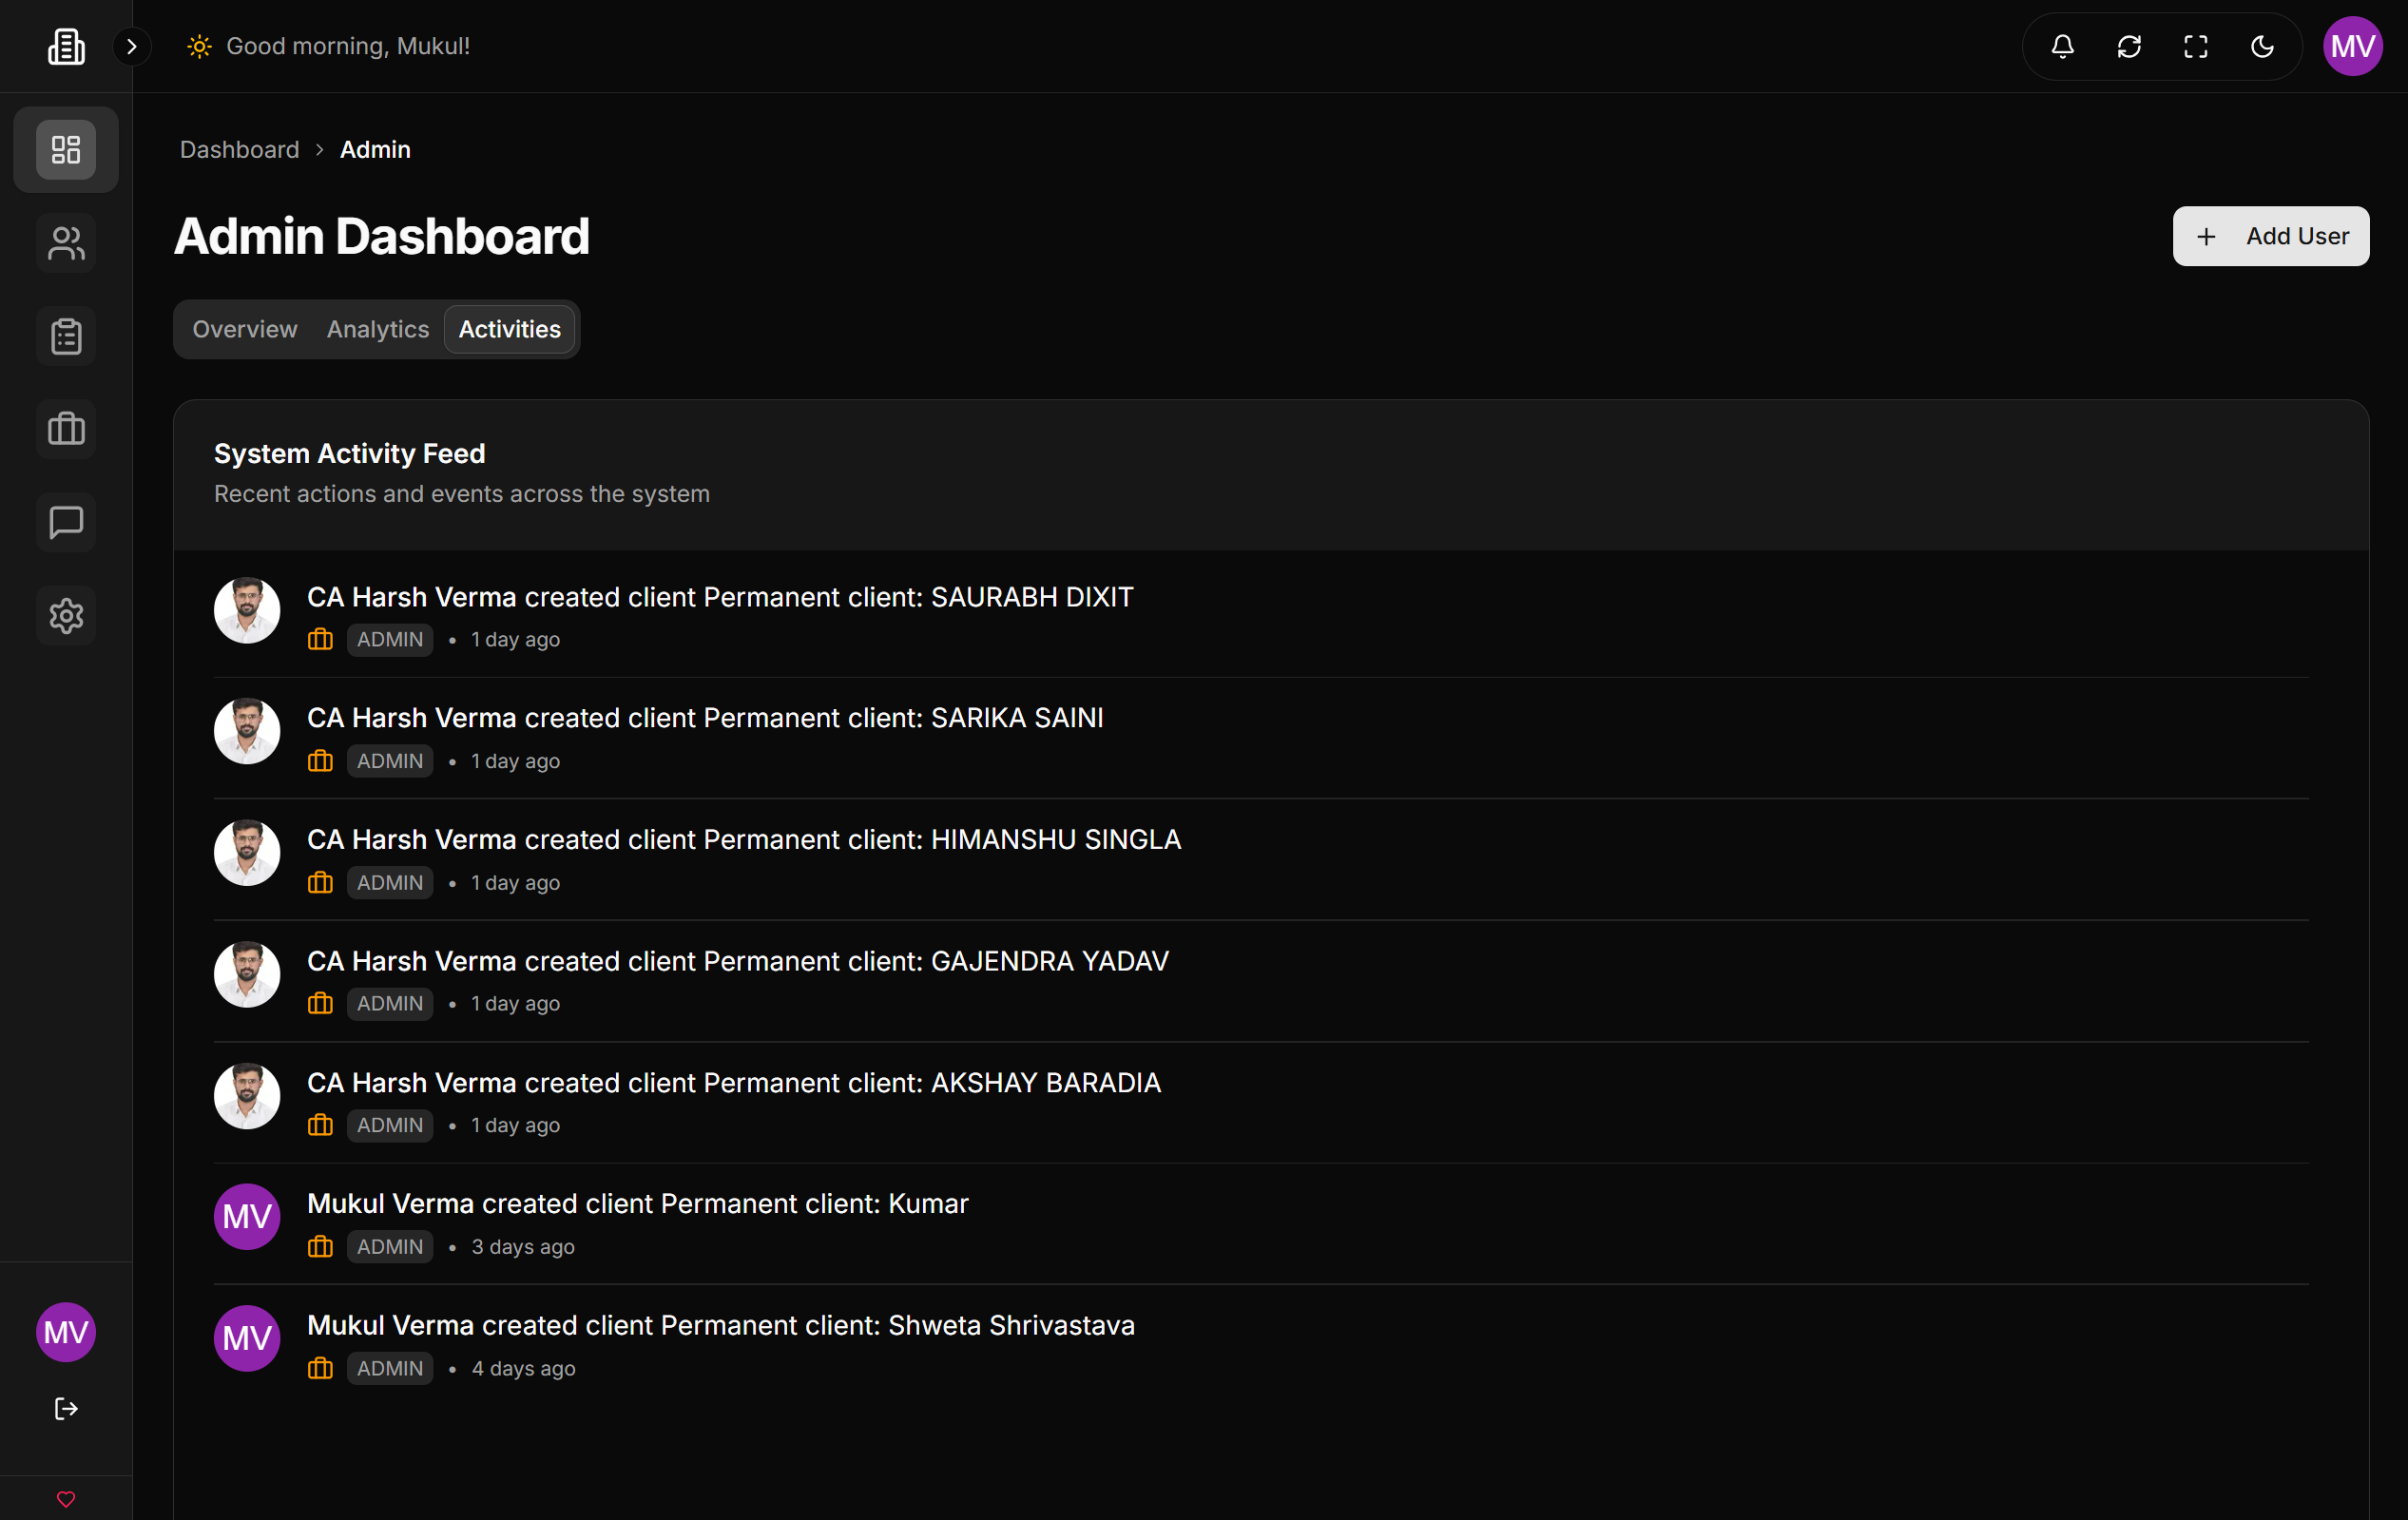 Good morning, Mukul!
MV
Dashboard > Admin
Admin Dashboard
+ Add User
Overview Analytics Activities
System Activity Feed
Recent actions and events across the system
CA Harsh Verma created client Permanent client: SAURABH DIXIT
ADMIN • 1 day ago
CA Harsh Verma created client Permanent client: SARIKA SAINI
ADMIN • 1 day ago
CA Harsh Verma created client Permanent client: HIMANSHU SINGLA
ADMIN • 1 day ago
CA Harsh Verma created client Permanent client: GAJENDRA YADAV
ADMIN • 1 day ago
CA Harsh Verma created client Permanent client: AKSHAY BARADIA
ADMIN • 1 day ago
MV
Mukul Verma created client Permanent client: Kumar
ADMIN • 3 days ago
MV
Mukul Verma created client Permanent client: Shweta Shrivastava
ADMIN • 4 days ago
MV